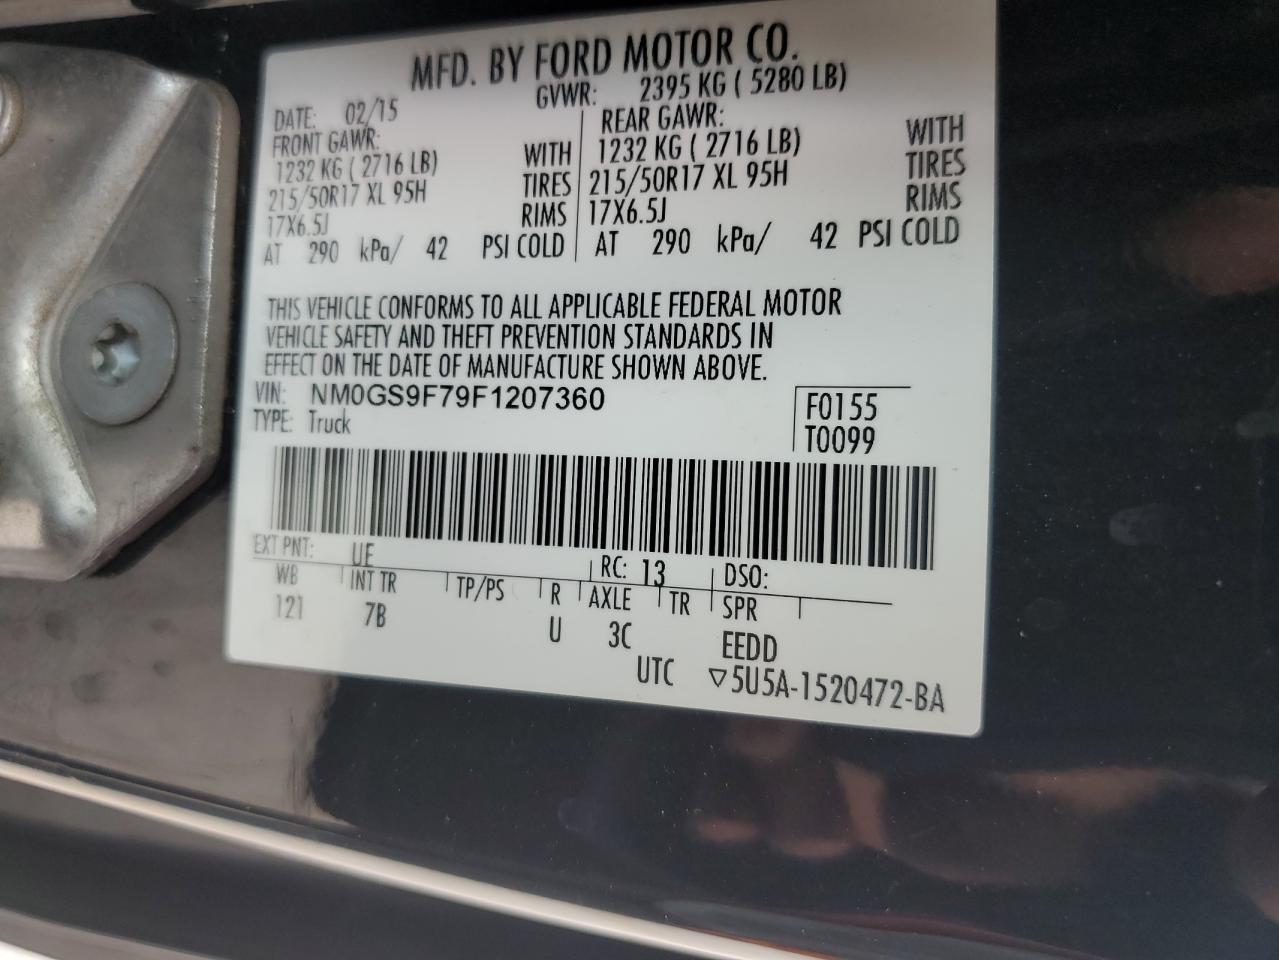 MFD. BY FORD MOTOR CO.
DATE: 02/15 GVWR: 2395 KG ( 5280 LB)
FRONT GAWR: REAR GAWR:
1232 KG ( 2716 LB) WITH 1232 KG ( 2716 LB) WITH
215/50R17 XL 95H TIRES 215/50R17 XL 95H TIRES
17X6.5J RIMS 17X6.5J RIMS
AT 290 kPa/ 42 PSI COLD AT 290 kPa/ 42 PSI COLD
THIS VEHICLE CONFORMS TO ALL APPLICABLE FEDERAL MOTOR
VEHICLE SAFETY AND THEFT PREVENTION STANDARDS IN
EFFECT ON THE DATE OF MANUFACTURE SHOWN ABOVE.
VIN: NM0GS9F79F1207360 F0155
TYPE: Truck T0099
EXT PNT: UE RC: 13 DSO:
WB INT TR TP/PS R AXLE TR SPR
121 7B U 3C EEDD
UTC ▽5U5A-1520472-BA